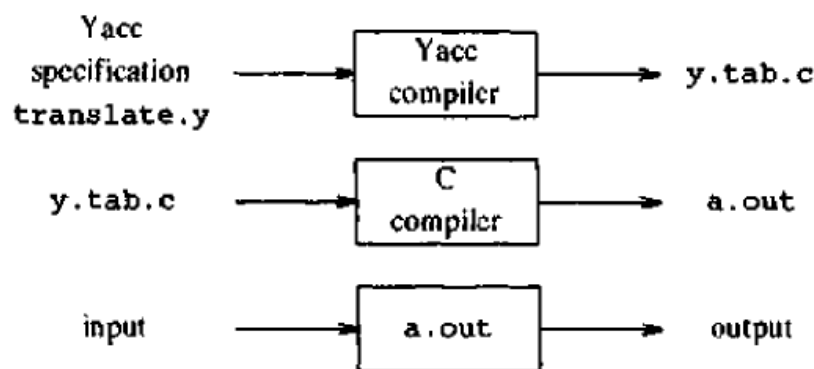 Yacc
specification
translate.y
Yacc
compiler
y.tab.c
y.tab.c
C
compiler
a.out
input
a.out
output